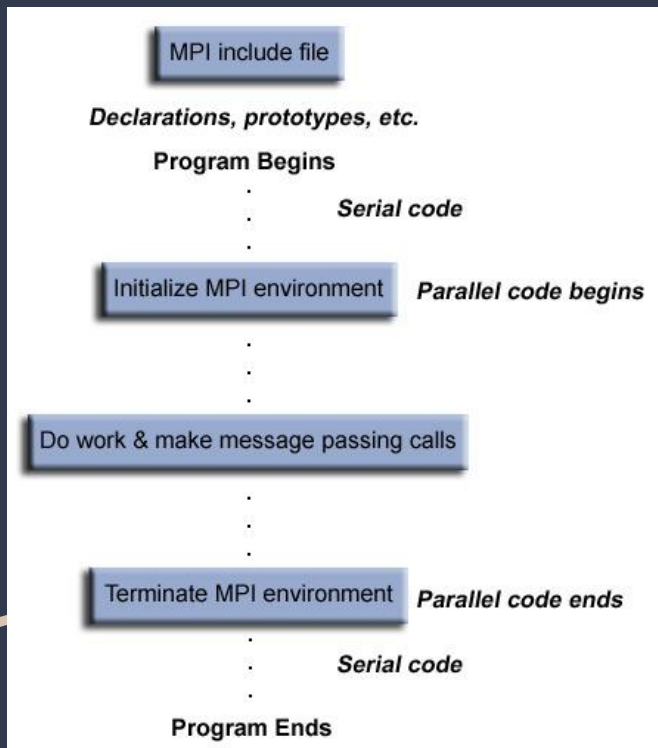 MPI include file
Declarations, prototypes, etc.
Program Begins
.
.
.
Serial code
Initialize MPI environment
Parallel code begins
.
.
.
Do work & make message passing calls
.
.
.
Terminate MPI environment
Parallel code ends
.
.
.
Serial code
Program Ends